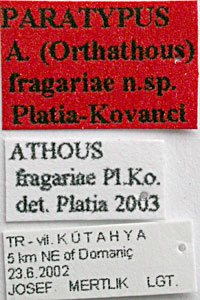 PARATYPUS
A. (Orthathous)
fragariae n.sp.
Platia-Kovanci
ATHOUS
fragariae Pl.Ko.
det. Platia 2003
TR - vil. K Ü T A H Y A
5 km NE of Domaniç
23.6.2002
JOSEF MERTLIK LGT.